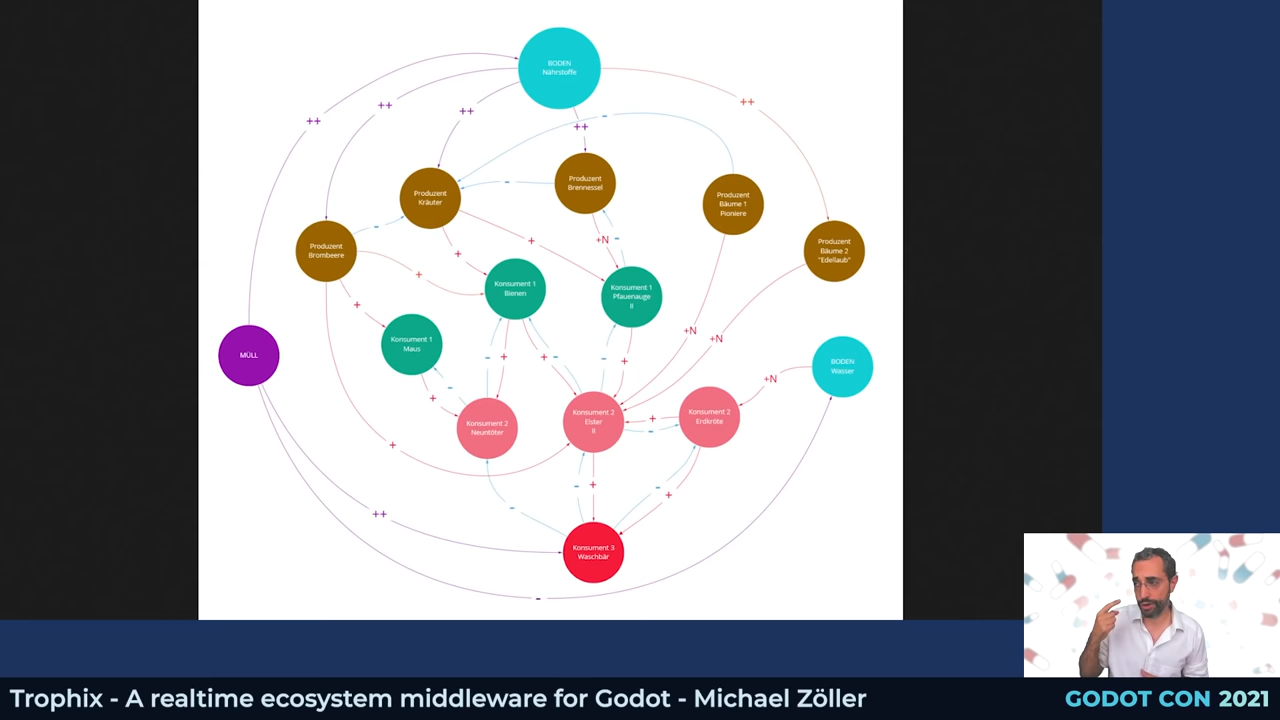 BODEN
Nährstoffe
++
++
++
++
++
-
Produzent
Kräuter
-
Produzent
Brennessel
Produzent
Bäume 1
Pioniere
Produzent
Brombeere
-
+
+
+N
-
Produzent
Bäume 2
"Edellaub"
+
+
Konsument 1
Bienen
Konsument 1
Pfauenauge
II
Konsument 1
Maus
+N
+N
MÜLL
-
+
+
-
-
+
BODEN
Wasser
+N
+
-
Konsument 2
Neuntöter
Konsument 2
Elster
II
+
-
Konsument 2
Erdkröte
+
-
+
-
+
-
++
Konsument 3
Waschbär
-
Trophix - A realtime ecosystem middleware for Godot - Michael Zöller
GODOT CON 2021